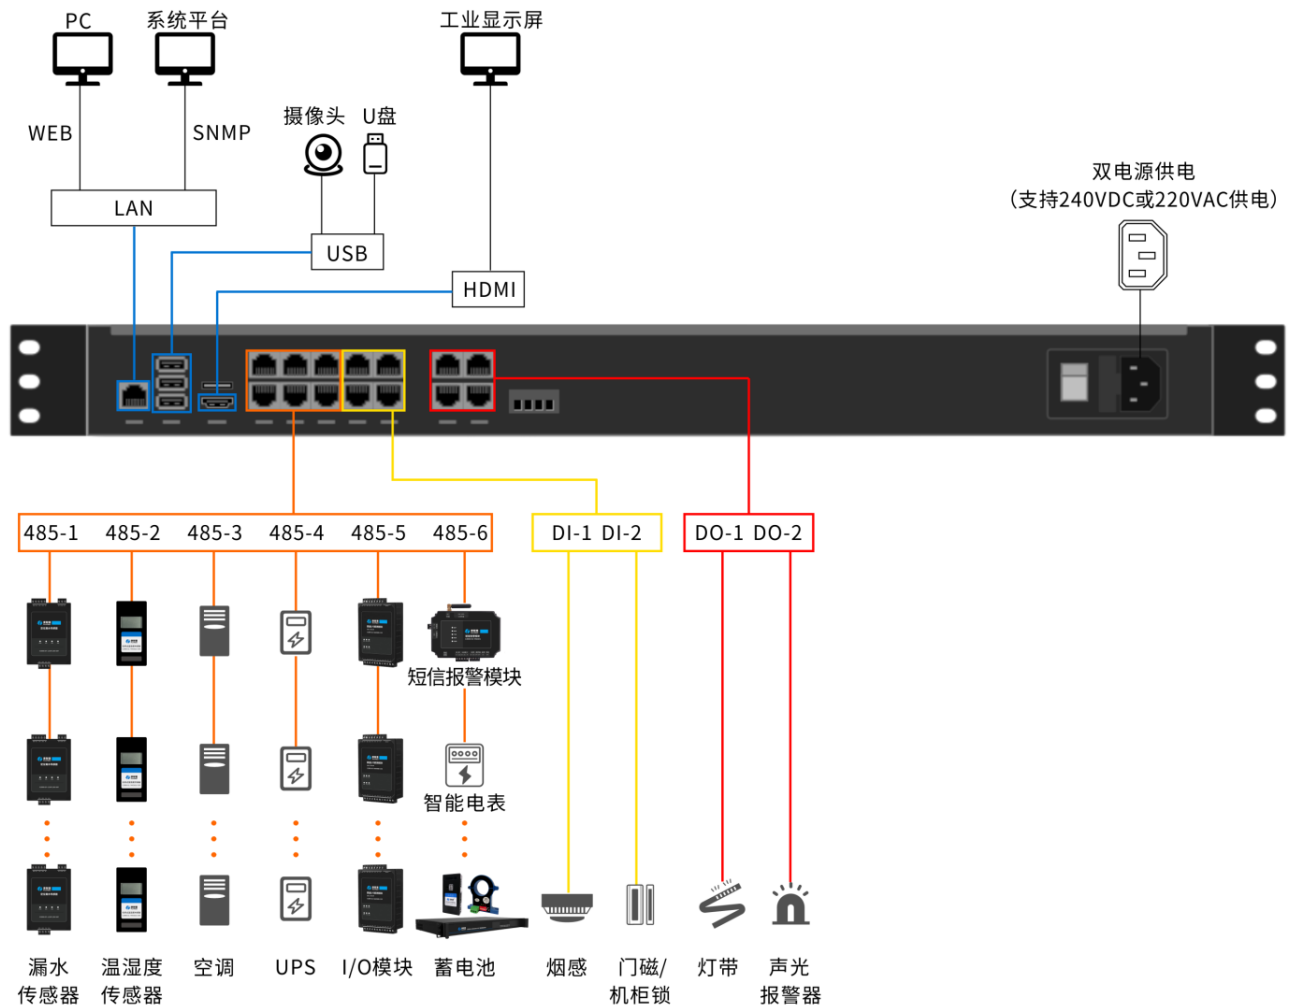 PC
系统平台
工业显示屏
摄像头
U盘
WEB
SNMP
双电源供电
(支持240VDC或220VAC供电)
LAN
USB
HDMI
485-1
485-2
485-3
485-4
485-5
485-6
DI-1 DI-2
DO-1 DO-2
短信报警模块
智能电表
漏水
传感器
温湿度
传感器
空调
UPS
I/O模块
蓄电池
烟感
门磁/
机柜锁
灯带
声光
报警器